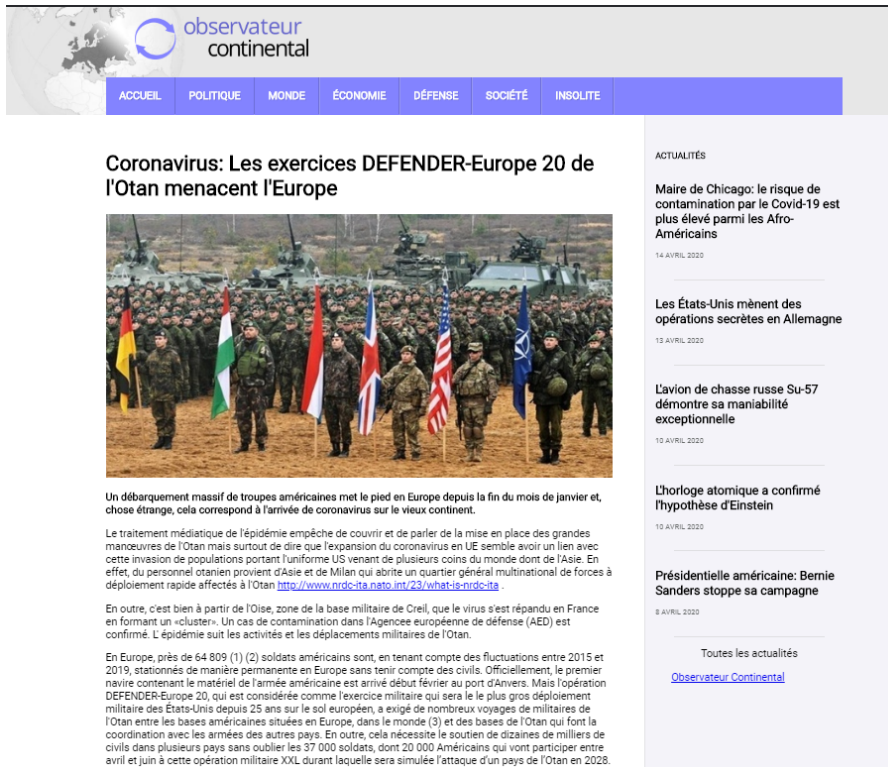 observateur
continental
ACCUEIL POLITIQUE MONDE ÉCONOMIE DÉFENSE SOCIÉTÉ INSOLITE
Coronavirus: Les exercices DEFENDER-Europe 20 de
l'Otan menacent l'Europe
Un débarquement massif de troupes américaines met le pied en Europe depuis la fin du mois de janvier et,
chose étrange, cela correspond à l'arrivée de coronavirus sur le vieux continent.
Le traitement médiatique de l'épidémie empêche de couvrir et de parler de la mise en place des grandes
manœuvres de l'Otan mais surtout de dire que l'expansion du coronavirus en UE semble avoir un lien avec
cette invasion de populations portant l'uniforme US venant de plusieurs coins du monde dont de l'Asie. En
effet, du personnel otanien provient d'Asie et de Milan qui abrite un quartier général multinational de forces à
déploiement rapide affectés à l'Otan http://www.nrdc-ita.nato.int/23/what-is-nrdc-ita .
En outre, c'est bien à partir de l'Oise, zone de la base militaire de Creil, que le virus s'est répandu en France
en formant un «cluster». Un cas de contamination dans l'Agencee européenne de défense (AED) est
confirmé. L' épidémie suit les activités et les déplacements militaires de l'Otan.
En Europe, près de 64 809 (1) (2) soldats américains sont, en tenant compte des fluctuations entre 2015 et
2019, stationnés de manière permanente en Europe sans tenir compte des civils. Officiellement, le premier
navire contenant le matériel de l'armée américaine est arrivé début février au port d'Anvers. Mais l'opération
DEFENDER-Europe 20, qui est considérée comme l'exercice militaire qui sera le le plus gros déploiement
militaire des États-Unis depuis 25 ans sur le sol européen, a exigé de nombreux voyages de militaires de
l'Otan entre les bases américaines situées en Europe, dans le monde (3) et des bases de l'Otan qui font la
coordination avec les armées des autres pays. En outre, cela nécessite le soutien de dizaines de milliers de
civils dans plusieurs pays sans oublier les 37 000 soldats, dont 20 000 Américains qui vont participer entre
avril et juin à cette opération militaire XXL durant laquelle sera simulée l'attaque d'un pays de l'Otan en 2028.
ACTUALITÉS
Maire de Chicago: le risque de
contamination par le Covid-19 est
plus élevé parmi les Afro-
Américains
14 AVRIL 2020
Les États-Unis mènent des
opérations secrètes en Allemagne
13 AVRIL 2020
L'avion de chasse russe Su-57
démontre sa maniabilité
exceptionnelle
10 AVRIL 2020
L'horloge atomique a confirmé
l'hypothèse d'Einstein
10 AVRIL 2020
Présidentielle américaine: Bernie
Sanders stoppe sa campagne
8 AVRIL 2020
Toutes les actualités
Observateur Continental